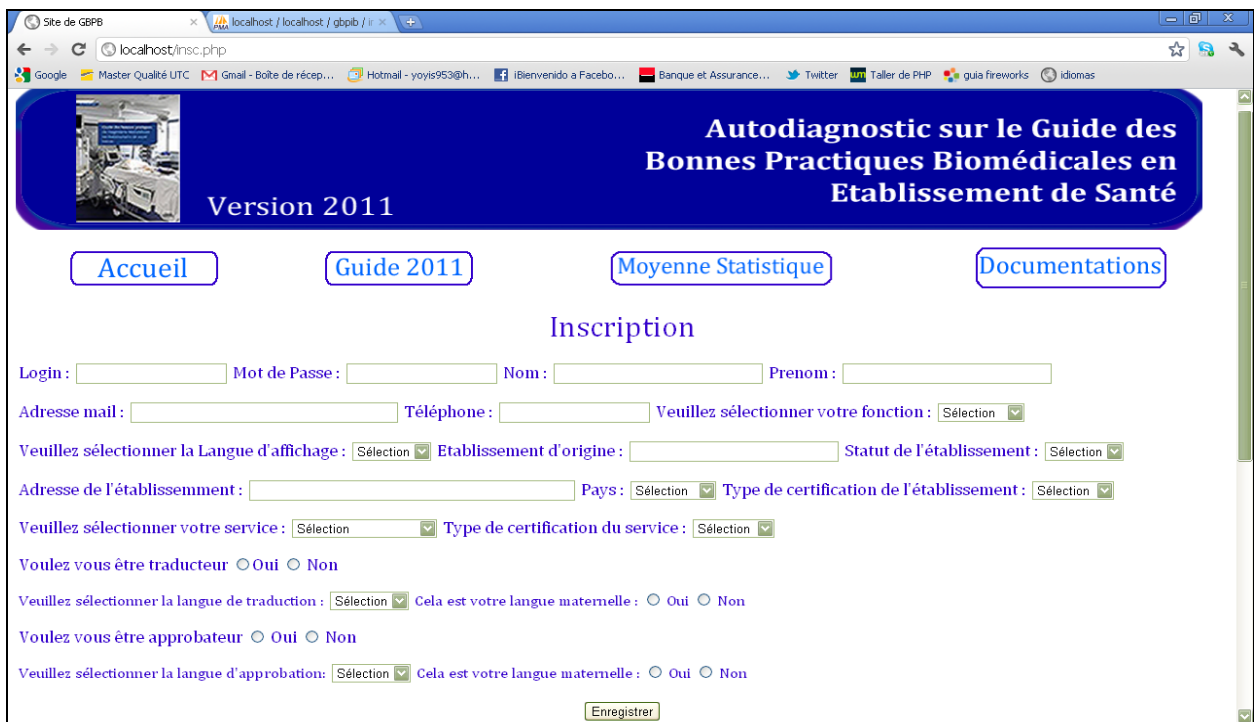 Site de GBPB
localhost / localhost / gbpib / ir
localhost/insc.php
Google Master Qualité UTC Gmail - Boîte de récep... Hotmail - yoyis953@h... ¡Bienvenido a Facebo... Banque et Assurance... Twitter Taller de PHP guia fireworks idiomas
Autodiagnostic sur le Guide des
Bonnes Practiques Biomédicales en
Etablissement de Santé
Version 2011
Accueil Guide 2011 Moyenne Statistique Documentations
Inscription
Login : Mot de Passe : Nom : Prenom :
Adresse mail : Téléphone : Veuillez sélectionner votre fonction : Sélection
Veuillez sélectionner la Langue d'affichage : Sélection Etablissement d'origine : Statut de l'établissement : Sélection
Adresse de l'établissemment : Pays : Sélection Type de certification de l'établissement : Sélection
Veuillez sélectionner votre service : Sélection Type de certification du service : Sélection
Voulez vous être traducteur Oui Non
Veuillez sélectionner la langue de traduction : Sélection Cela est votre langue maternelle : Oui Non
Voulez vous être approbateur Oui Non
Veuillez sélectionner la langue d'approbation: Sélection Cela est votre langue maternelle : Oui Non
Enregistrer